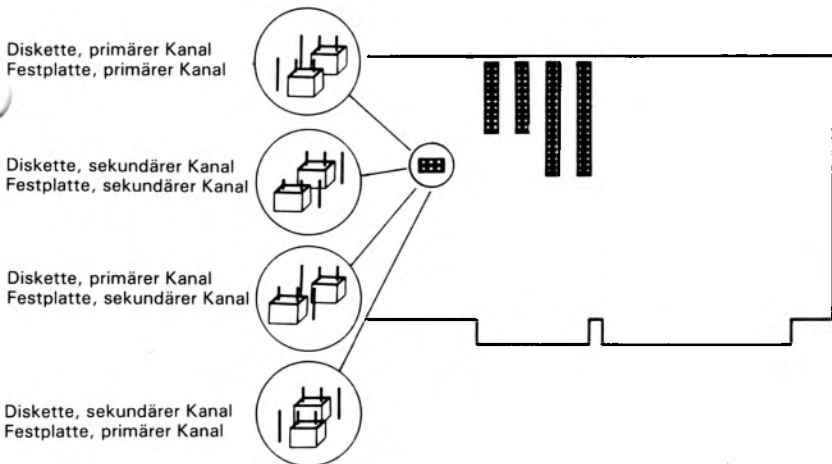 Diskette, primärer Kanal
Festplatte, primärer Kanal
Diskette, sekundärer Kanal
Festplatte, sekundärer Kanal
Diskette, primärer Kanal
Festplatte, sekundärer Kanal
Diskette, sekundärer Kanal
Festplatte, primärer Kanal